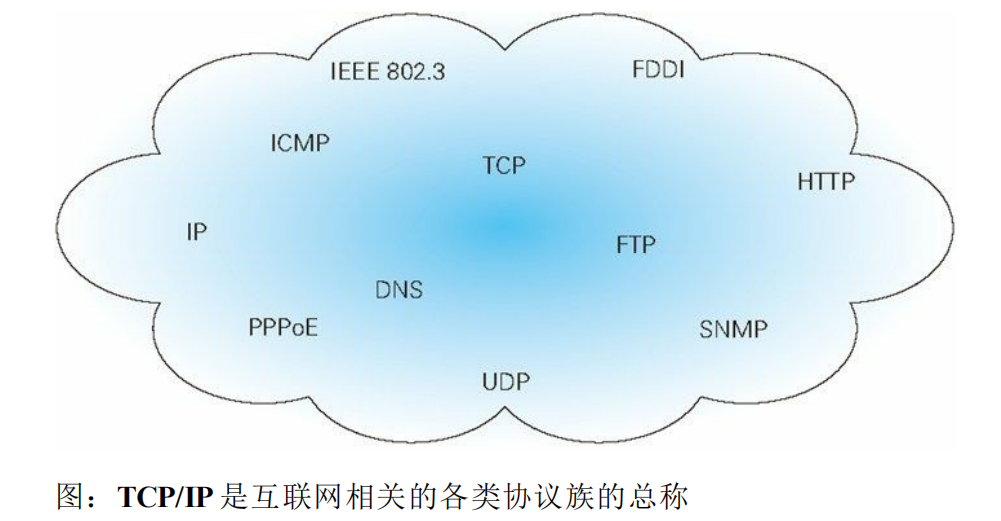 IEEE 802.3
FDDI
ICMP
TCP
HTTP
IP
FTP
DNS
PPPoE
SNMP
UDP
图：TCP/IP 是互联网相关的各类协议族的总称